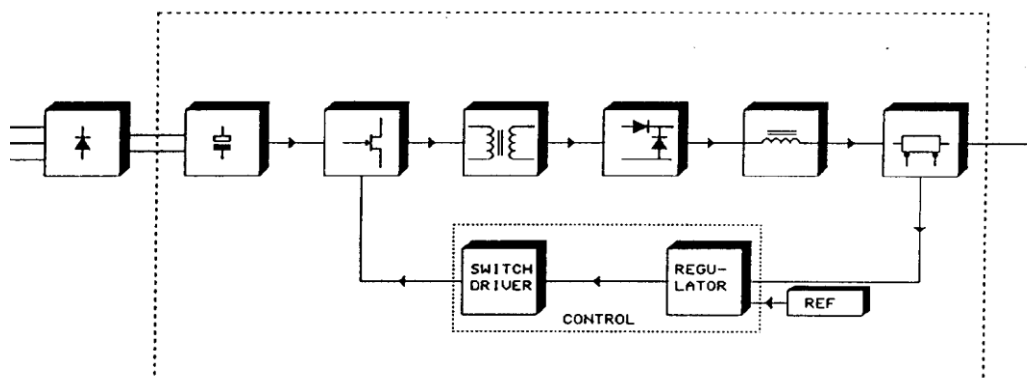 SWITCH
DRIVER
REGU-
LATOR
REF
CONTROL